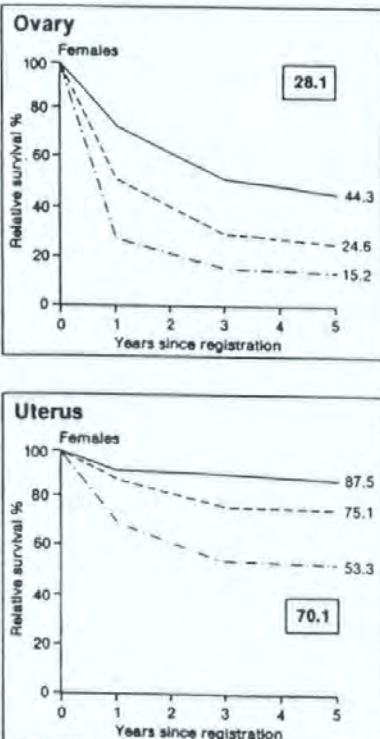 Ovary
Females
100
80
60
40
20
0
Relative survival %
28.1
44.3
24.6
15.2
0 1 2 3 4 5
Years since registration
Uterus
Females
100
80
60
40
20
0
Relative survival %
87.5
75.1
53.3
70.1
0 1 2 3 4 5
Years since registration